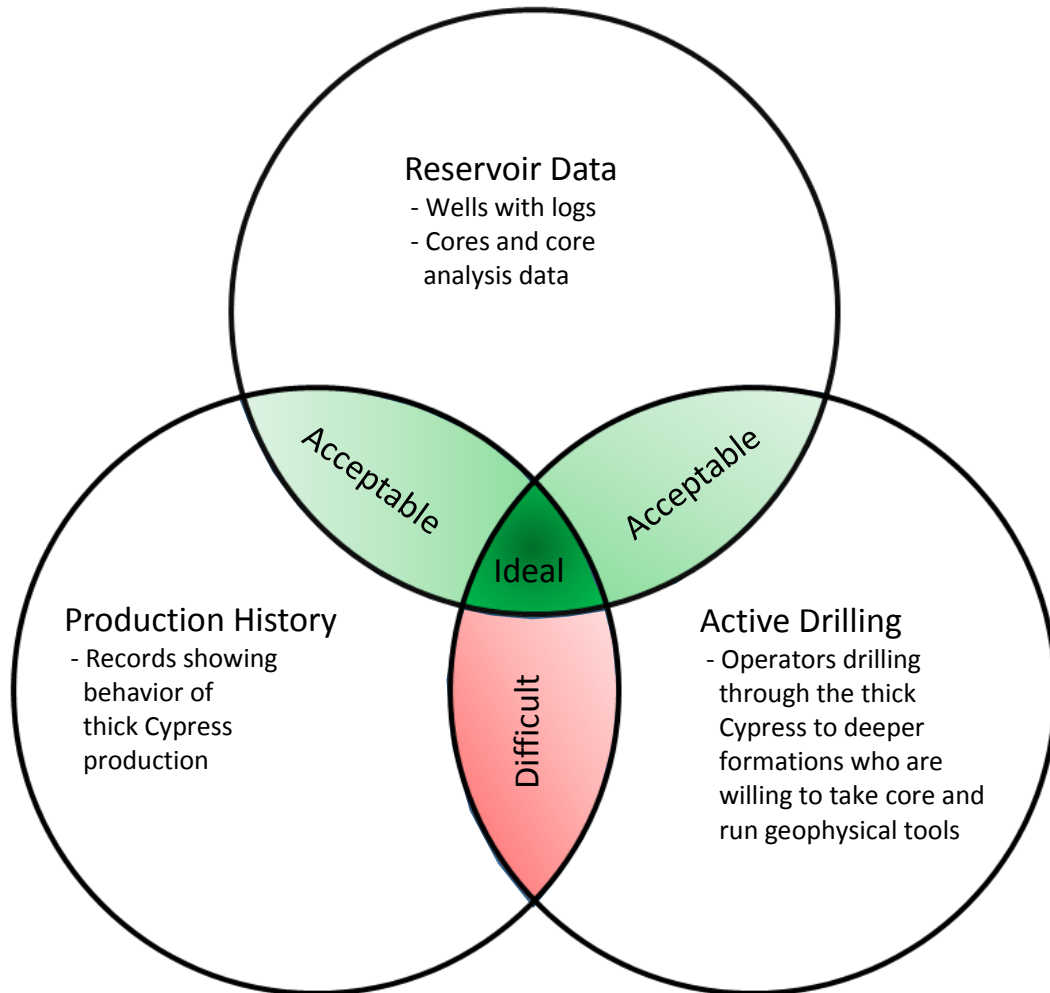 Reservoir Data
- Wells with logs
- Cores and core
analysis data
Acceptable
Acceptable
Ideal
Production History
- Records showing
behavior of
thick Cypress
production
Difficult
Active Drilling
- Operators drilling
through the thick
Cypress to deeper
formations who are
willing to take core and
run geophysical tools